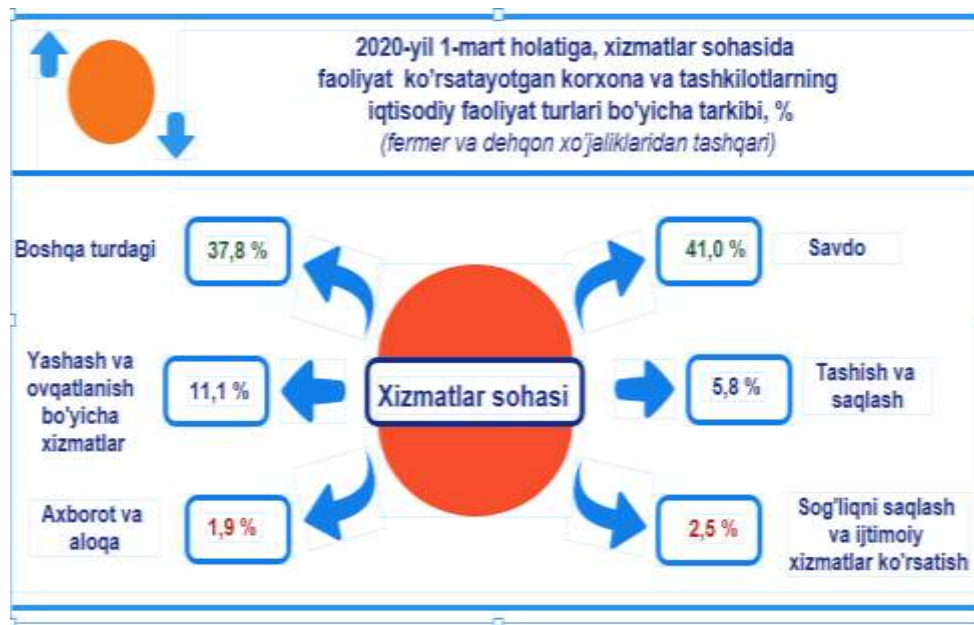 2020-yil 1-mart holatiga, xizmatlar sohasida
faoliyat ko'rsatayotgan korxona va tashkilotlarning
iqtisodiy faoliyat turlari bo'yicha tarkibi, %
(fermer va dehqon xo'jaliklaridan tashqari)
Boshqa turdagi
37,8 %
41,0 %
Savdo
Yashash va
ovqatlanish
bo'yicha
xizmatlar
11,1 %
Xizmatlar sohasi
5,8 %
Tashish va
saqlash
Axborot va
aloqa
1,9 %
2,5 %
Sog'liqni saqlash
va ijtimoiy
xizmatlar ko'rsatish